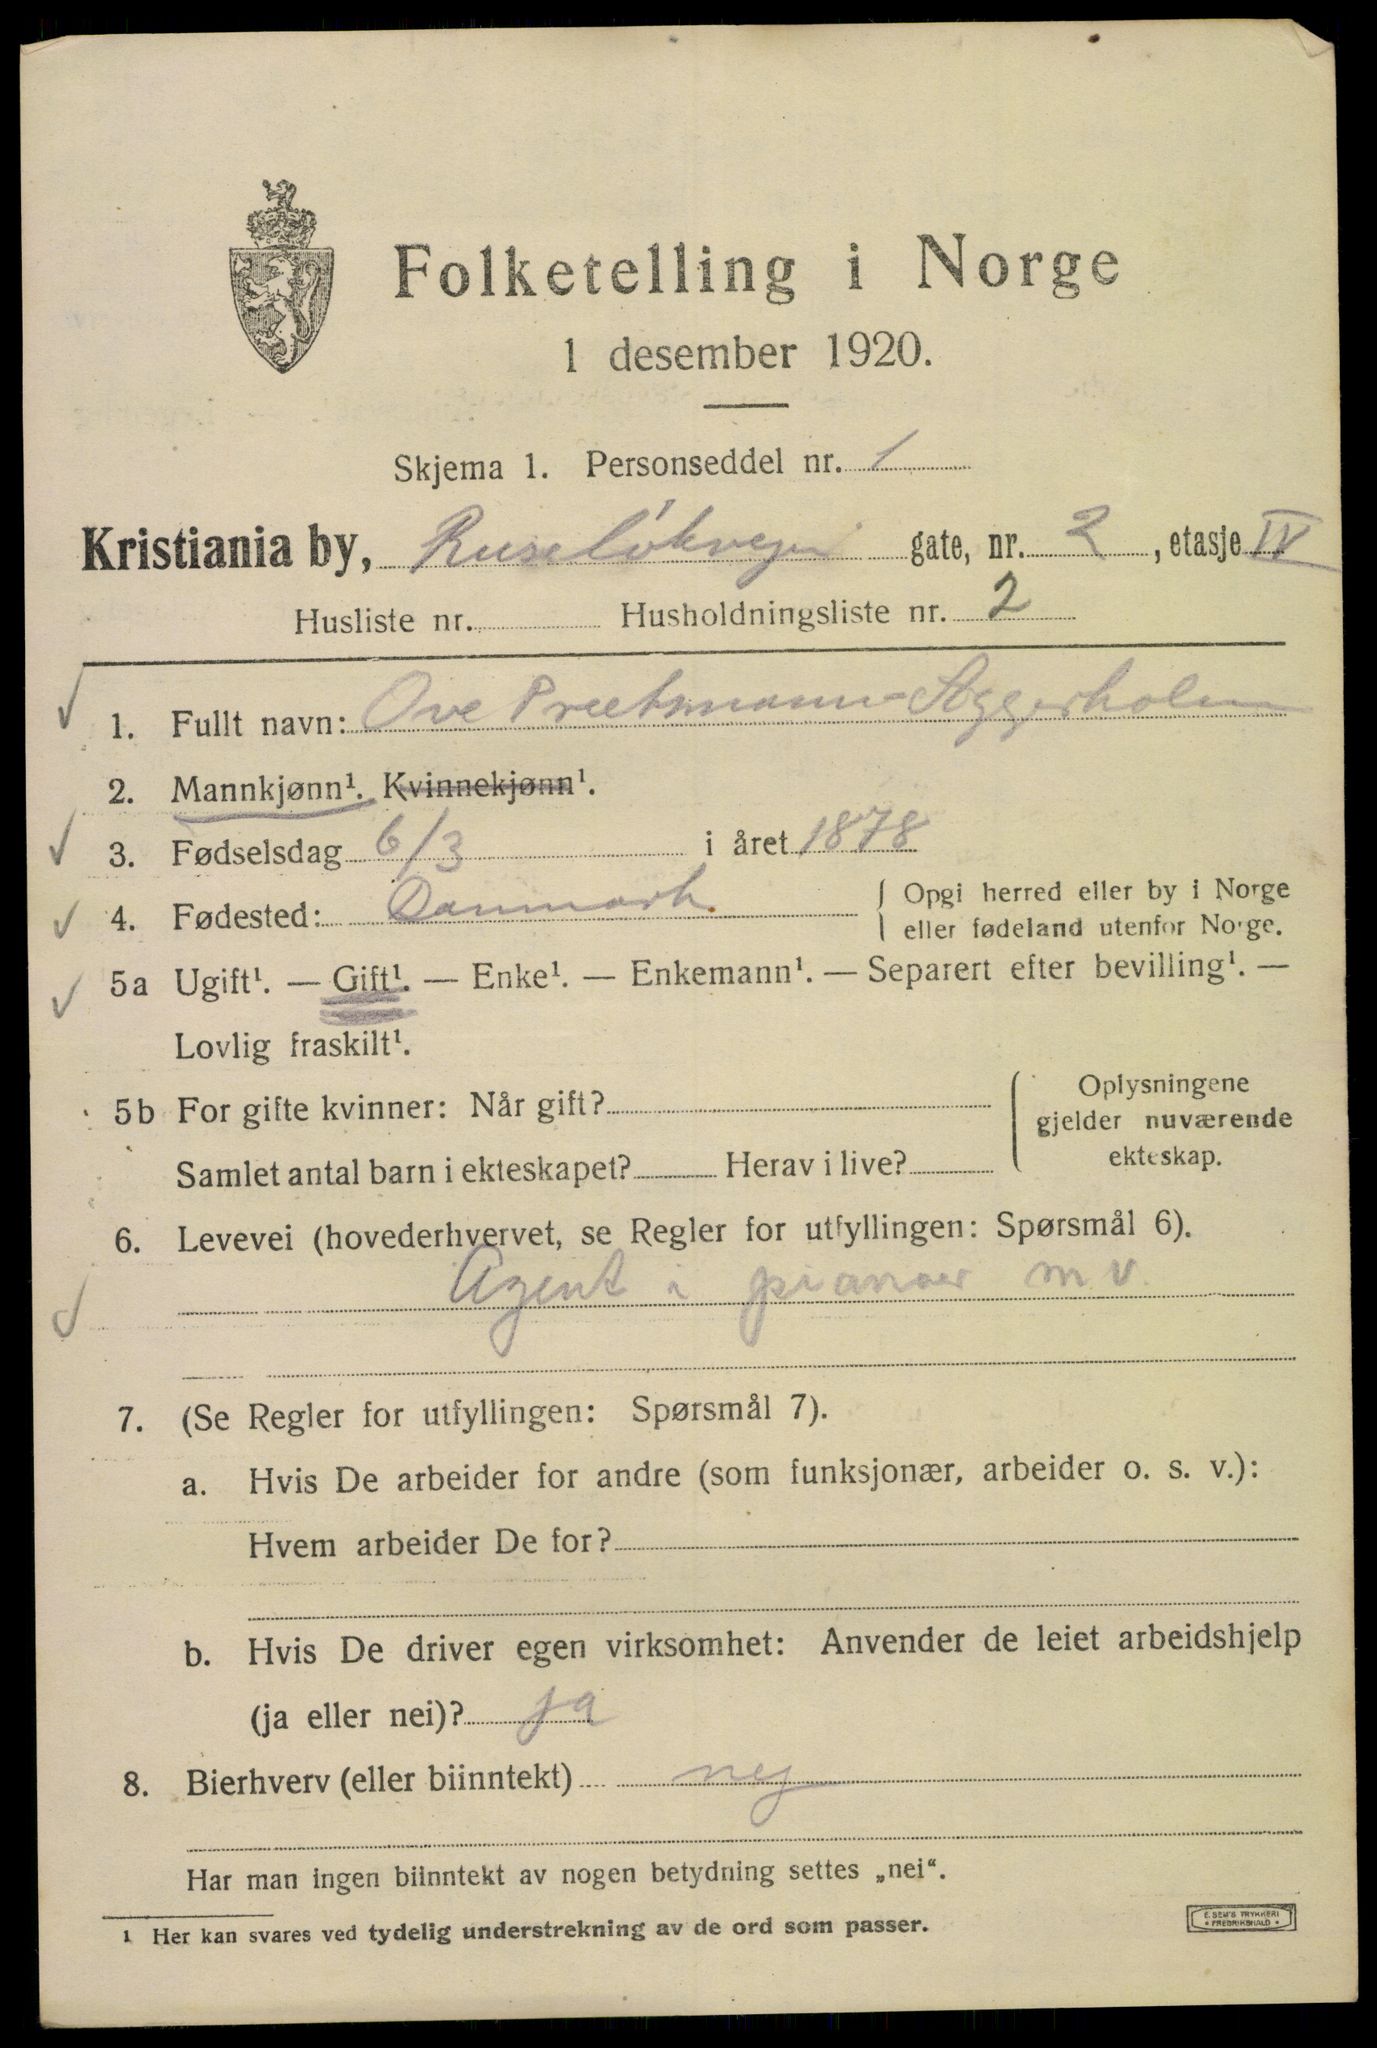 Folketelling i Norge
1 desember 1920.
Skjema 1. Personseddel nr. 1
Kristiania by, Ruseløkvejen gate, nr. 2, etasje IV
Husliste nr. Husholdningsliste nr. 2
1. Fullt navn: Ove Preetsmann-Aggerholm
2. Mannkjønn¹. Kvinnekjønn¹.
3. Fødselsdag 6/3 i året 1878
4. Fødested: Danmark. Opgi herred eller by i Norge
eller fødeland utenfor Norge.
5a Ugift¹. — Gift¹. — Enke¹. — Enkemann¹. — Separert efter bevilling¹. —
Lovlig fraskilt¹.
5b For gifte kvinner: Når gift? Oplysningene
gjelder nuværende
Samlet antal barn i ekteskapet? Herav i live? ekteskap.
6. Levevei (hovederhvervet, se Regler for utfyllingen: Spørsmål 6).
Agent i pianoer m.v.
7. (Se Regler for utfyllingen: Spørsmål 7).
a. Hvis De arbeider for andre (som funksjonær, arbeider o. s. v.):
Hvem arbeider De for?
b. Hvis De driver egen virksomhet: Anvender de leiet arbeidshjelp
(ja eller nei)? ja
8. Bierhverv (eller biinntekt) nej
Har man ingen biinntekt av nogen betydning settes „nei“.
1 Her kan svares ved tydelig understrekning av de ord som passer.
E. SEM'S TRYKKERI
• FREDRIKSHALD •